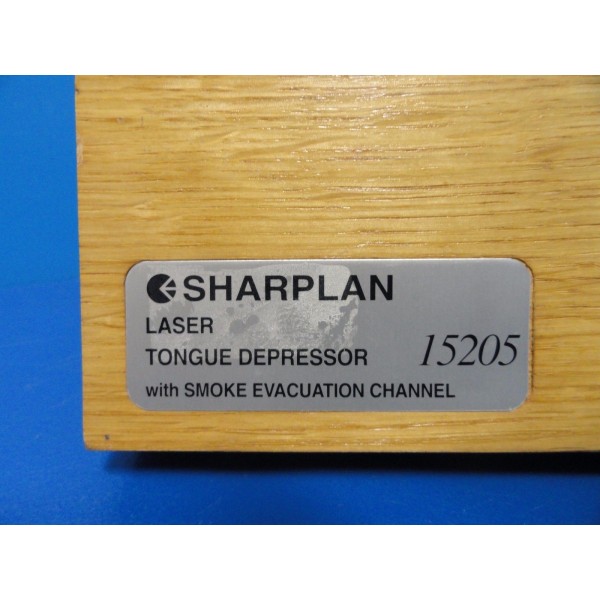 SHARPLAN
LASER
TONGUE DEPRESSOR 15205
with SMOKE EVACUATION CHANNEL